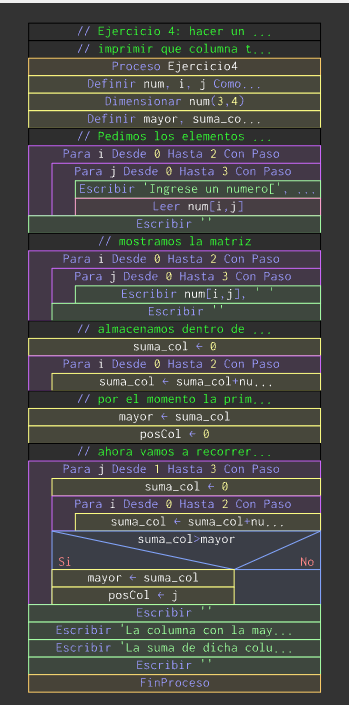 // Ejercicio 4: hacer un ...
// imprimir que columna t...
Proceso Ejercicio4
Definir num, i, j Como...
Dimensionar num(3,4)
Definir mayor, suma_co...
// Pedimos los elementos ...
Para i Desde 0 Hasta 2 Con Paso
Para j Desde 0 Hasta 3 Con Paso
Escribir 'Ingrese un numero[', ...
Leer num[i,j]
Escribir ''
// mostramos la matriz
Para i Desde 0 Hasta 2 Con Paso
Para j Desde 0 Hasta 3 Con Paso
Escribir num[i,j], ' '
Escribir ''
// almacenamos dentro de ...
suma_col ← 0
Para i Desde 0 Hasta 2 Con Paso
suma_col ← suma_col+nu...
// por el momento la prim...
mayor ← suma_col
posCol ← 0
// ahora vamos a recorrer...
Para j Desde 1 Hasta 3 Con Paso
suma_col ← 0
Para i Desde 0 Hasta 2 Con Paso
suma_col ← suma_col+nu...
suma_col>mayor
Si No
mayor ← suma_col
posCol ← j
Escribir ''
Escribir 'La columna con la may...
Escribir 'La suma de dicha colu...
Escribir ''
FinProceso